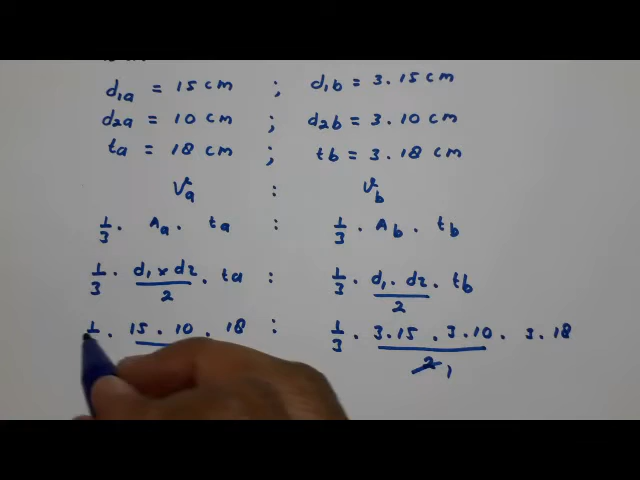 d1a = 15 cm ; d1b = 3.15 cm
d2a = 10 cm ; d2b = 3.10 cm
ta = 18 cm ; tb = 3.18 cm
Va : Vb
1/3 . Aa . ta : 1/3 . Ab . tb
1/3 . d1 x d2/2 . ta : 1/3 . d1 . d2/2 . tb
1/3 . 15 . 10 . 18 : 1/3 . 3.15 . 3.10/2 1 . 3.18